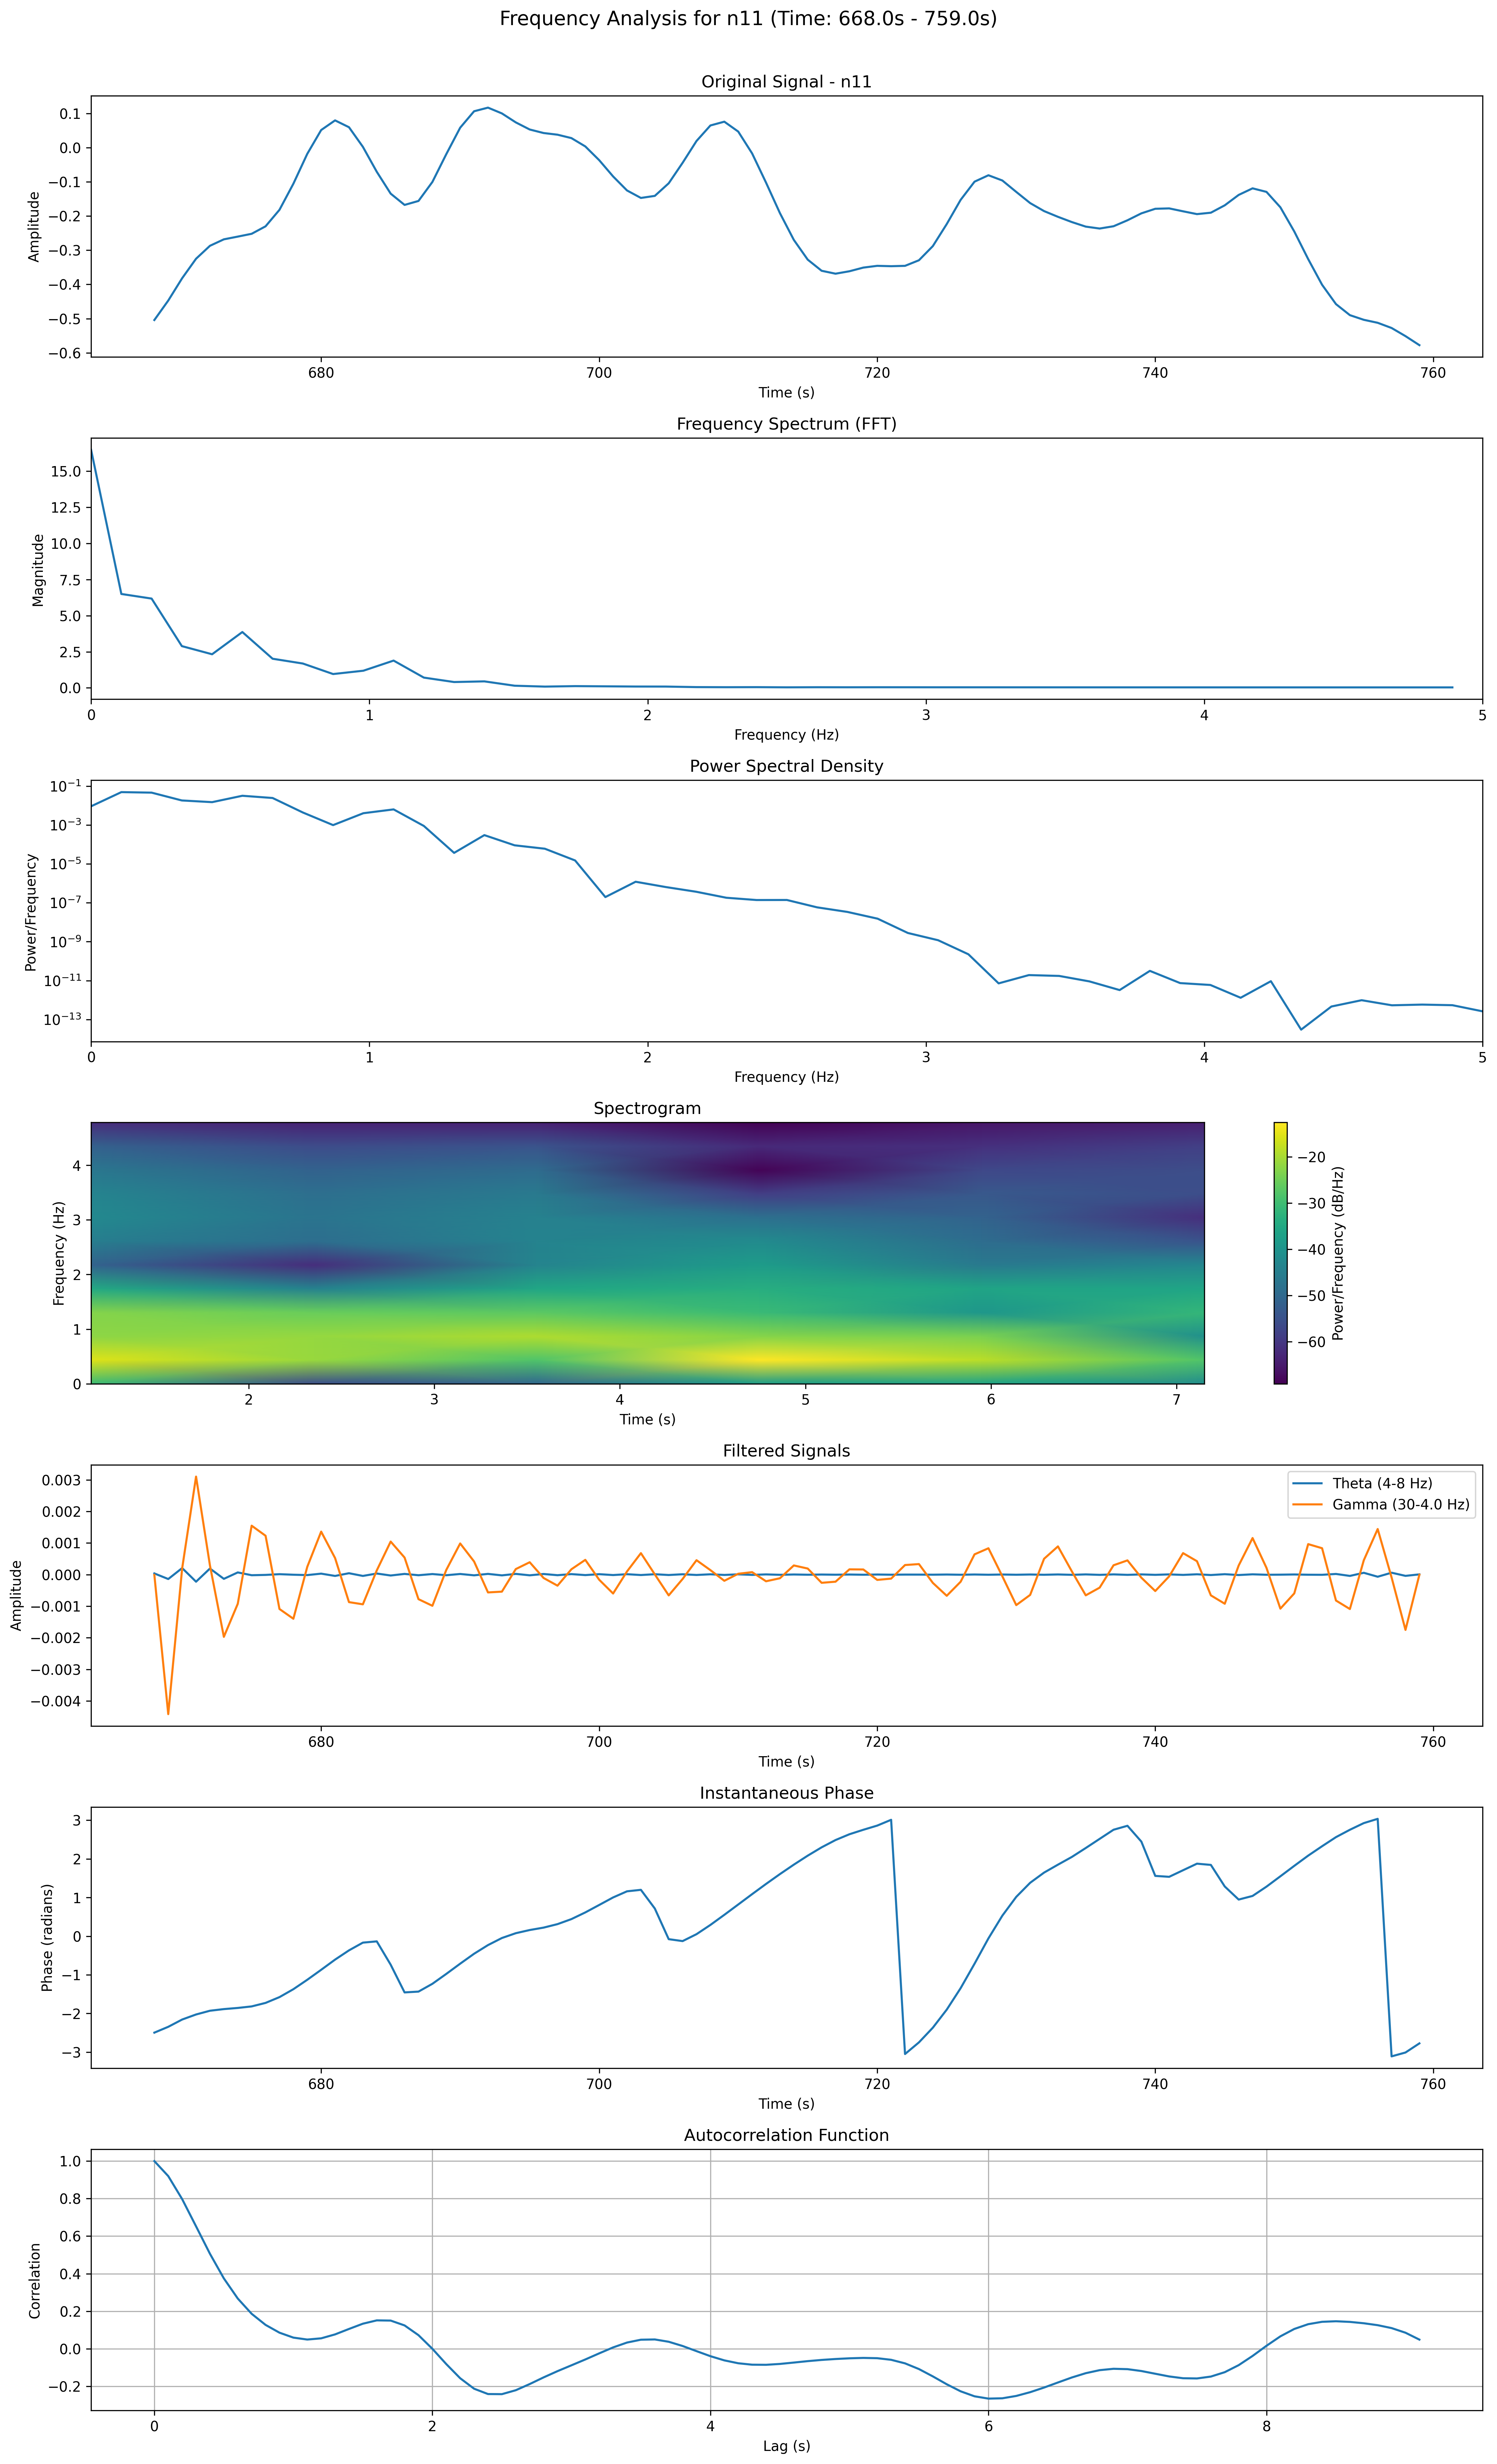 Frequency Analysis for n11 (Time: 668.0s - 759.0s)
Original Signal - n11
Amplitude
0.1
0.0
−0.1
−0.2
−0.3
−0.4
−0.5
−0.6
680 700 720 740 760
Time (s)
Frequency Spectrum (FFT)
Magnitude
15.0
12.5
10.0
7.5
5.0
2.5
0.0
0 1 2 3 4 5
Frequency (Hz)
Power Spectral Density
Power/Frequency
10⁻¹
10⁻³
10⁻⁵
10⁻⁷
10⁻⁹
10⁻¹¹
10⁻¹³
0 1 2 3 4 5
Frequency (Hz)
Spectrogram
Frequency (Hz)
4
3
2
1
0
2 3 4 5 6 7
Time (s)
−20
−30
−40
−50
−60
Power/Frequency (dB/Hz)
Filtered Signals
Amplitude
0.003
0.002
0.001
0.000
−0.001
−0.002
−0.003
−0.004
Theta (4-8 Hz)
Gamma (30-4.0 Hz)
680 700 720 740 760
Time (s)
Instantaneous Phase
Phase (radians)
3
2
1
0
−1
−2
−3
680 700 720 740 760
Time (s)
Autocorrelation Function
Correlation
1.0
0.8
0.6
0.4
0.2
0.0
−0.2
0 2 4 6 8
Lag (s)